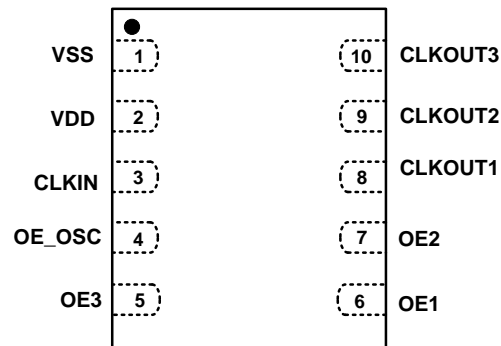 VSS 1 10 CLKOUT3
VDD 2 9 CLKOUT2
CLKIN 3 8 CLKOUT1
OE_OSC 4 7 OE2
OE3 5 6 OE1